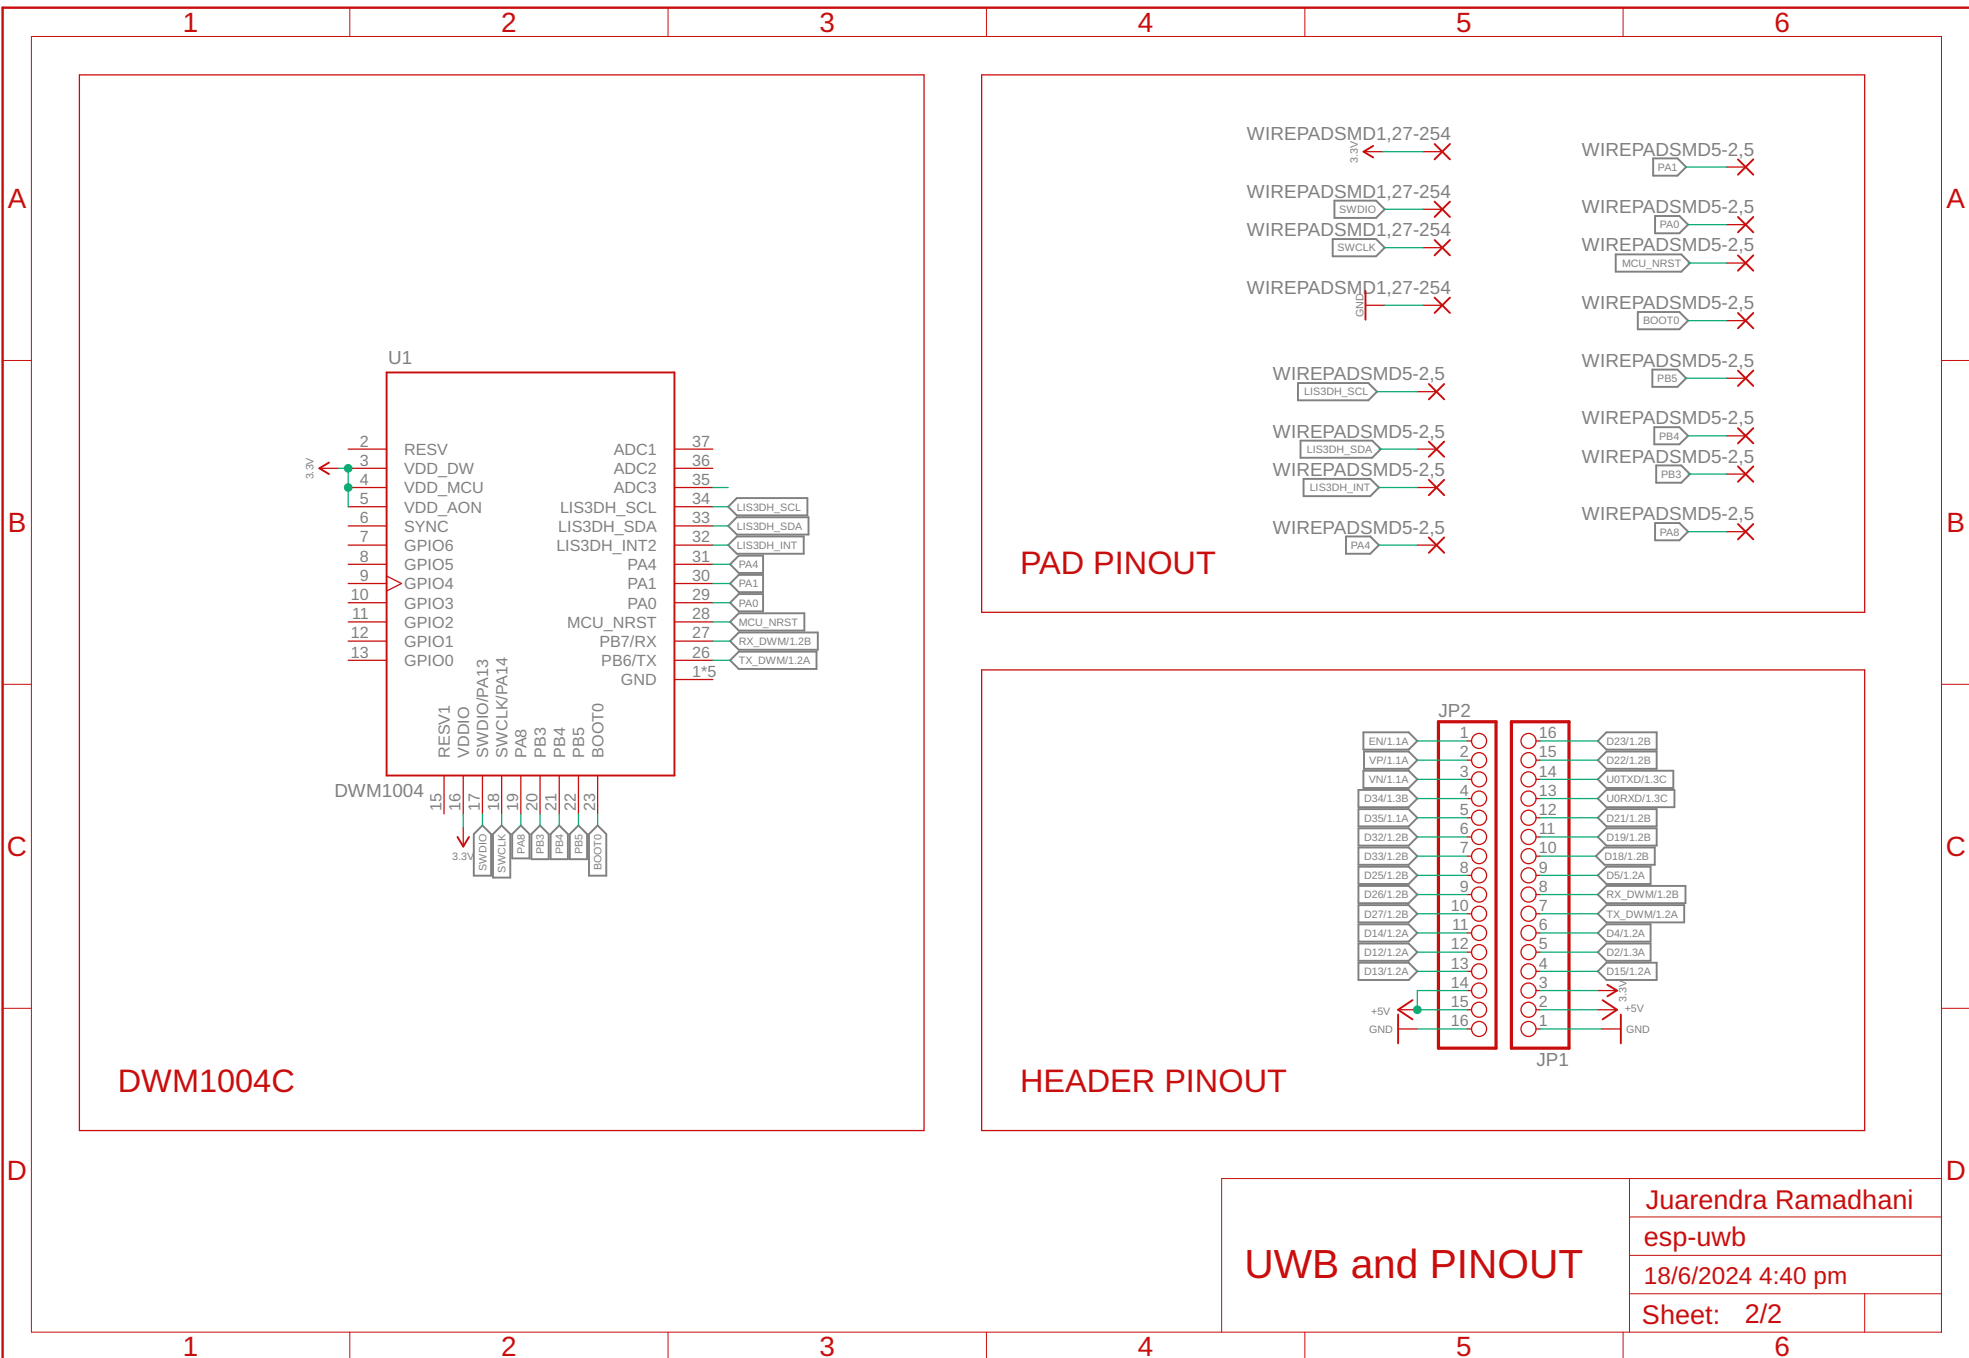 1 2 3 4 5 6
A
B
C
D
U1
2 RESV
3 VDD_DW
4 VDD_MCU
5 VDD_AON
6 SYNC
7 GPIO6
8 GPIO5
9 GPIO4
10 GPIO3
11 GPIO2
12 GPIO1
13 GPIO0
3.3V
ADC1 37
ADC2 36
ADC3 35
LIS3DH_SCL 34 LIS3DH_SCL
LIS3DH_SDA 33 LIS3DH_SDA
LIS3DH_INT2 32 LIS3DH_INT
PA4 31 PA4
PA1 30 PA1
PA0 29 PA0
MCU_NRST 28 MCU_NRST
PB7/RX 27 RX_DWM/1.2B
PB6/TX 26 TX_DWM/1.2A
GND 1*5
RESV1 15
VDDIO 16 3.3V
SWDIO/PA13 17 SWDIO
SWCLK/PA14 18 SWCLK
PA8 19 PA8
PB3 20 PB3
PB4 21 PB4
PB5 22 PB5
BOOT0 23 BOOT0
DWM1004
DWM1004C
WIREPADSMD1,27-254
3.3V
WIREPADSMD1,27-254
SWDIO
WIREPADSMD1,27-254
SWCLK
WIREPADSMD1,27-254
GND
WIREPADSMD5-2,5
LIS3DH_SCL
WIREPADSMD5-2,5
LIS3DH_SDA
WIREPADSMD5-2,5
LIS3DH_INT
WIREPADSMD5-2,5
PA4
WIREPADSMD5-2,5
PA1
WIREPADSMD5-2,5
PA0
WIREPADSMD5-2,5
MCU_NRST
WIREPADSMD5-2,5
BOOT0
WIREPADSMD5-2,5
PB5
WIREPADSMD5-2,5
PB4
WIREPADSMD5-2,5
PB3
WIREPADSMD5-2,5
PA8
PAD PINOUT
JP2
EN/1.1A 1
VP/1.1A 2
VN/1.1A 3
D34/1.3B 4
D35/1.1A 5
D32/1.2B 6
D33/1.2B 7
D25/1.2B 8
D26/1.2B 9
D27/1.2B 10
D14/1.2A 11
D12/1.2A 12
D13/1.2A 13
14
+5V 15
GND 16
16 D23/1.2B
15 D22/1.2B
14 U0TXD/1.3C
13 U0RXD/1.3C
12 D21/1.2B
11 D19/1.2B
10 D18/1.2B
9 D5/1.2A
8 RX_DWM/1.2B
7 TX_DWM/1.2A
6 D4/1.2A
5 D2/1.3A
4 D15/1.2A
3 3.3V
2 +5V
1 GND
JP1
HEADER PINOUT
A
B
C
D
UWB and PINOUT
Juarendra Ramadhani
esp-uwb
18/6/2024 4:40 pm
Sheet: 2/2
1 2 3 4 5 6